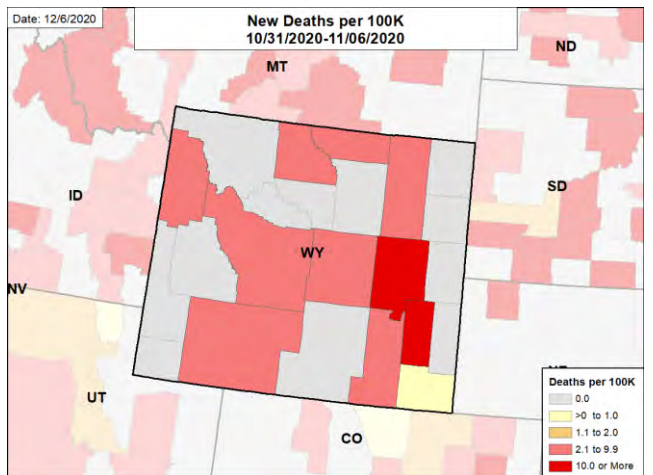 Date: 12/6/2020
New Deaths per 100K
10/31/2020-11/06/2020
ND
MT
SD
ID
WY
NV
UT
CO
Deaths per 100K
0.0
>0 to 1.0
1.1 to 2.0
2.1 to 9.9
10.0 or More